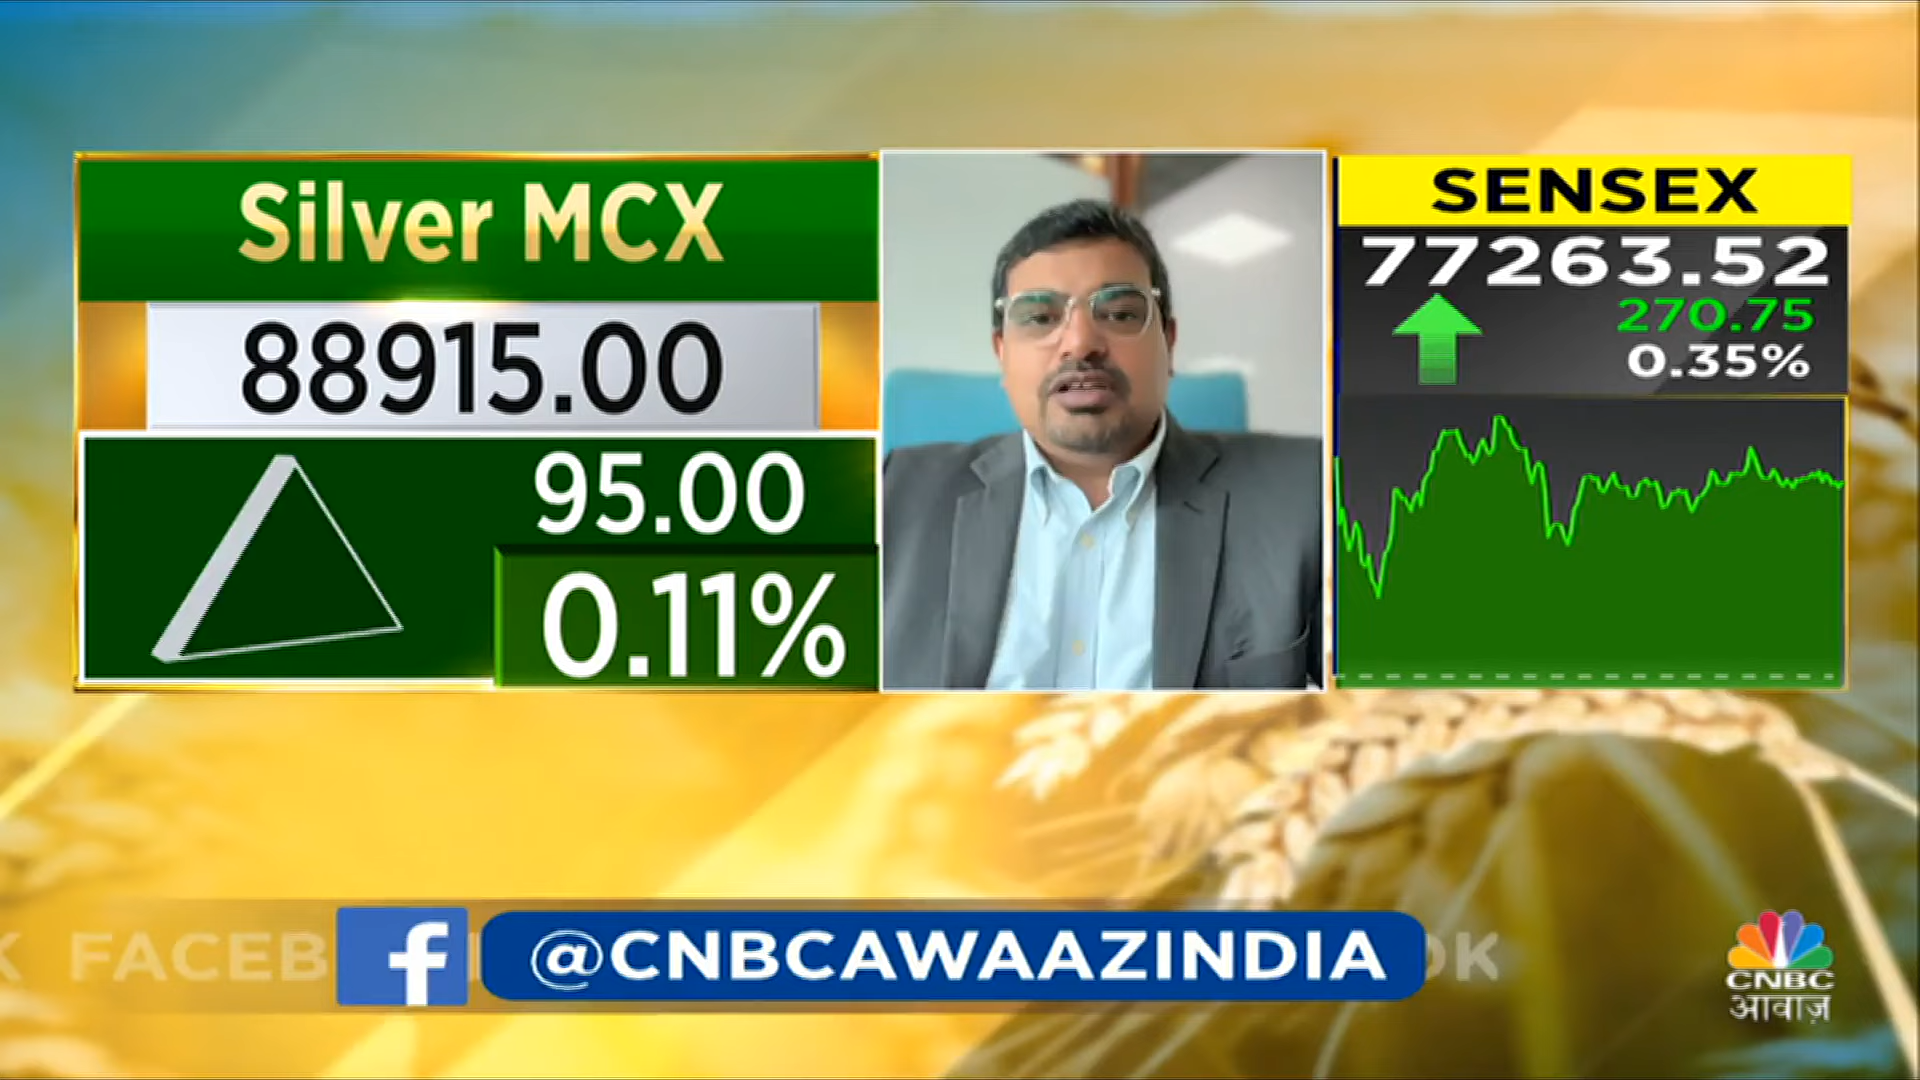 Silver MCX
88915.00
95.00
0.11%
SENSEX
77263.52
270.75
0.35%
K FACEB
f
@CNBCAWAAZINDIA
OK
CNBC
आवाज़